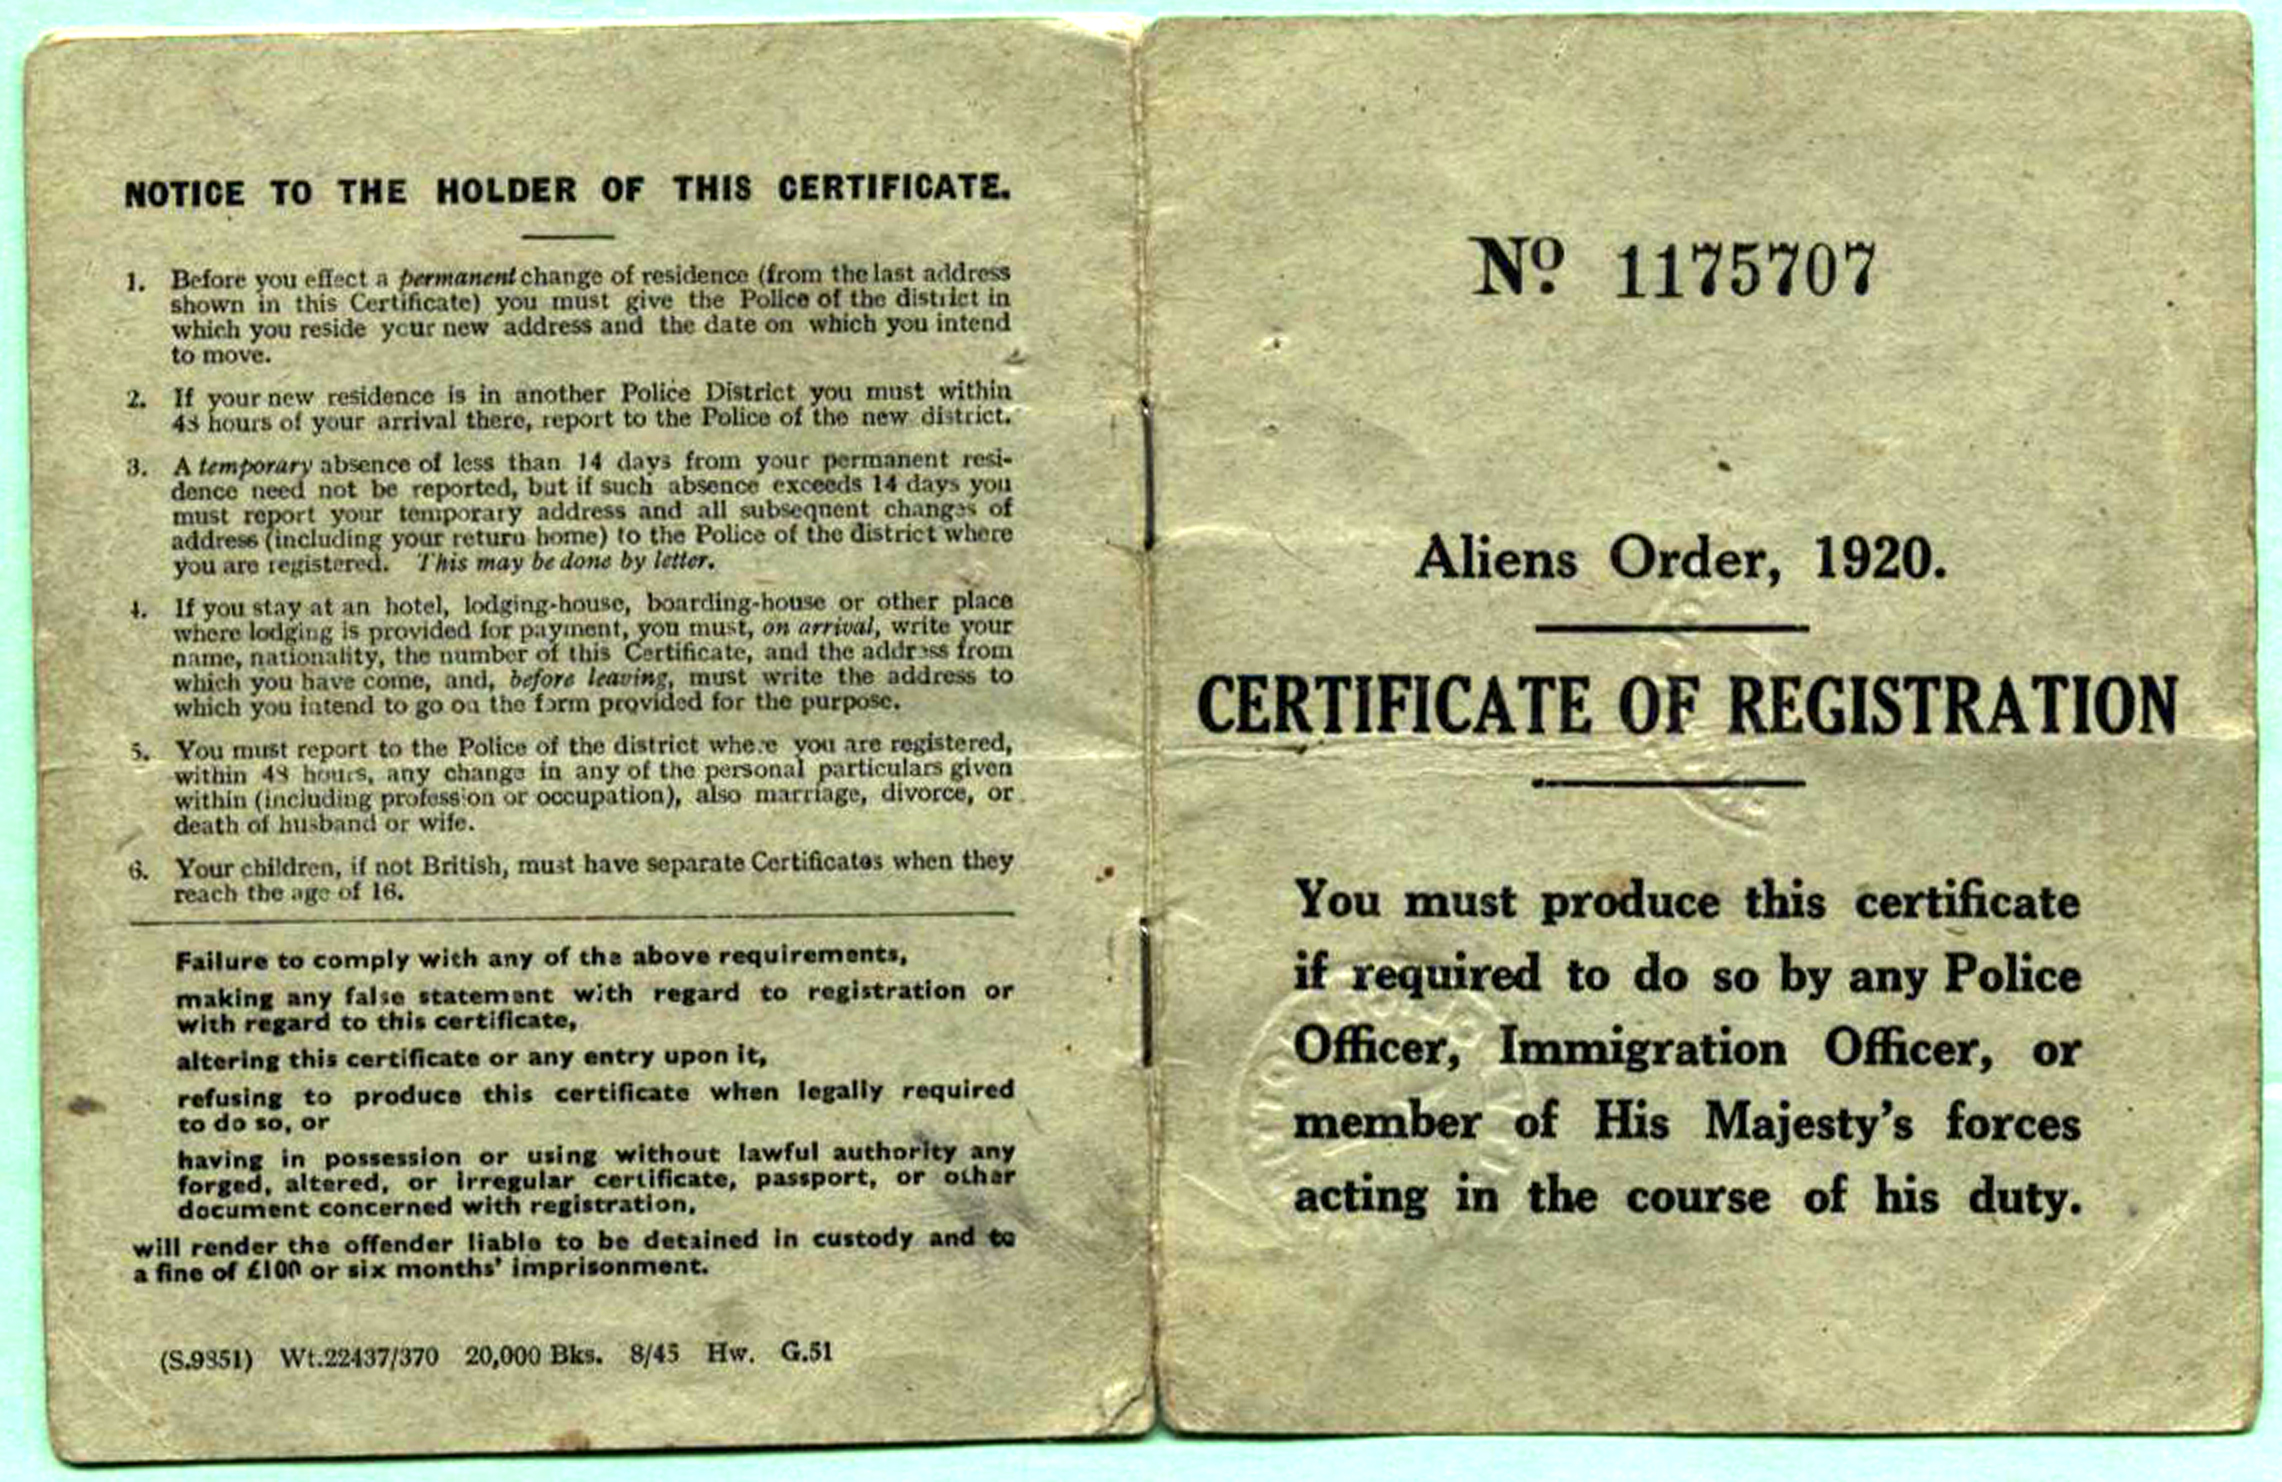 NOTICE TO THE HOLDER OF THIS CERTIFICATE.
1. Before you effect a permanent change of residence (from the last address
shown in this Certificate) you must give the Police of the district in
which you reside your new address and the date on which you intend
to move.
2. If your new residence is in another Police District you must within
48 hours of your arrival there, report to the Police of the new district.
3. A temporary absence of less than 14 days from your permanent resi-
dence need not be reported, but if such absence exceeds 14 days you
must report your temporary address and all subsequent changes of
address (including your return home) to the Police of the district where
you are registered. This may be done by letter.
4. If you stay at an hotel, lodging-house, boarding-house or other place
where lodging is provided for payment, you must, on arrival, write your
name, nationality, the number of this Certificate, and the address from
which you have come, and, before leaving, must write the address to
which you intend to go on the form provided for the purpose.
5. You must report to the Police of the district where you are registered,
within 48 hours, any change in any of the personal particulars given
within (including profession or occupation), also marriage, divorce, or
death of husband or wife.
6. Your children, if not British, must have separate Certificates when they
reach the age of 16.
Failure to comply with any of the above requirements,
making any false statement with regard to registration or
with regard to this certificate,
altering this certificate or any entry upon it,
refusing to produce this certificate when legally required
to do so, or
having in possession or using without lawful authority any
forged, altered, or irregular certificate, passport, or other
document concerned with registration,
will render the offender liable to be detained in custody and to
a fine of £100 or six months' imprisonment.
(S.9851) Wt.22437/370 20,000 Bks. 8/45 Hw. G.51
No. 1175707
Aliens Order, 1920.
CERTIFICATE OF REGISTRATION
You must produce this certificate
if required to do so by any Police
Officer, Immigration Officer, or
member of His Majesty's forces
acting in the course of his duty.